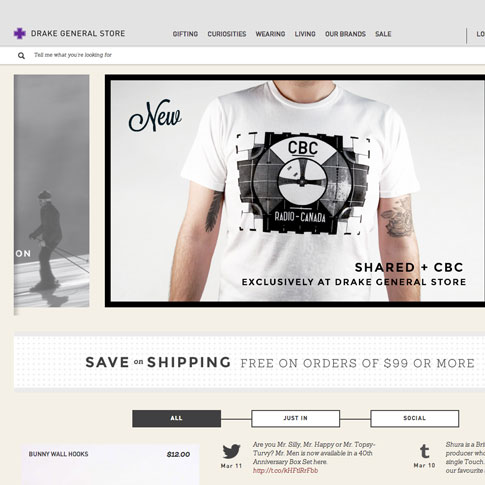 DRAKE GENERAL STORE
GIFTING CURIOSITIES WEARING LIVING OUR BRANDS SALE
LO
Tell me what you're looking for
New
CBC
RADIO-CANADA
ON
SHARED + CBC
EXCLUSIVELY AT DRAKE GENERAL STORE
SAVE on SHIPPING FREE ON ORDERS OF $99 OR MORE
ALL JUST IN SOCIAL
BUNNY WALL HOOKS $12.00
Mar 11
Are you Mr. Silly, Mr. Happy or Mr. Topsy-
Turvy? Mr. Men is now available in a 40th
Anniversary Box Set here.
Mar 10
Shura is a Bri
producer who
single Touch.
our favourite